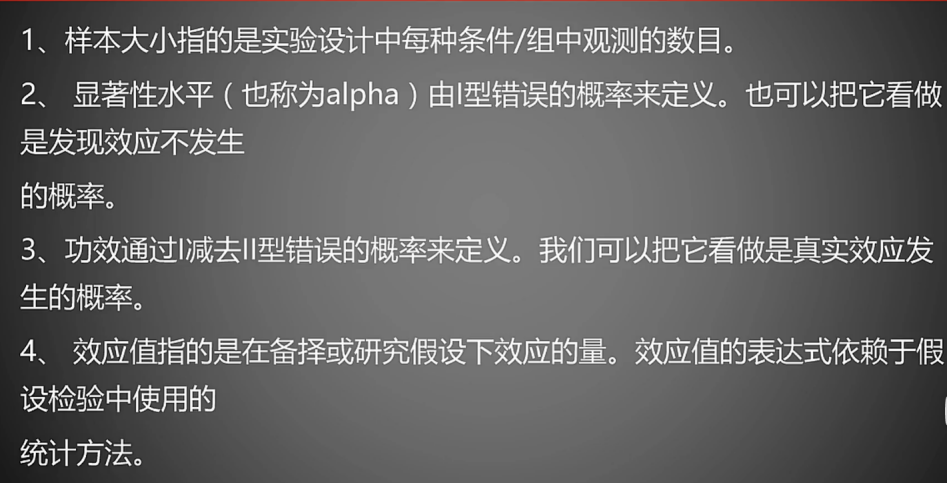 1、样本大小指的是实验设计中每种条件/组中观测的数目。
2、 显著性水平（也称为alpha）由I型错误的概率来定义。也可以把它看做
是发现效应不发生
的概率。
3、功效通过l减去II型错误的概率来定义。我们可以把它看做是真实效应发
生的概率。
4、 效应值指的是在备择或研究假设下效应的量。效应值的表达式依赖于假
设检验中使用的
统计方法。